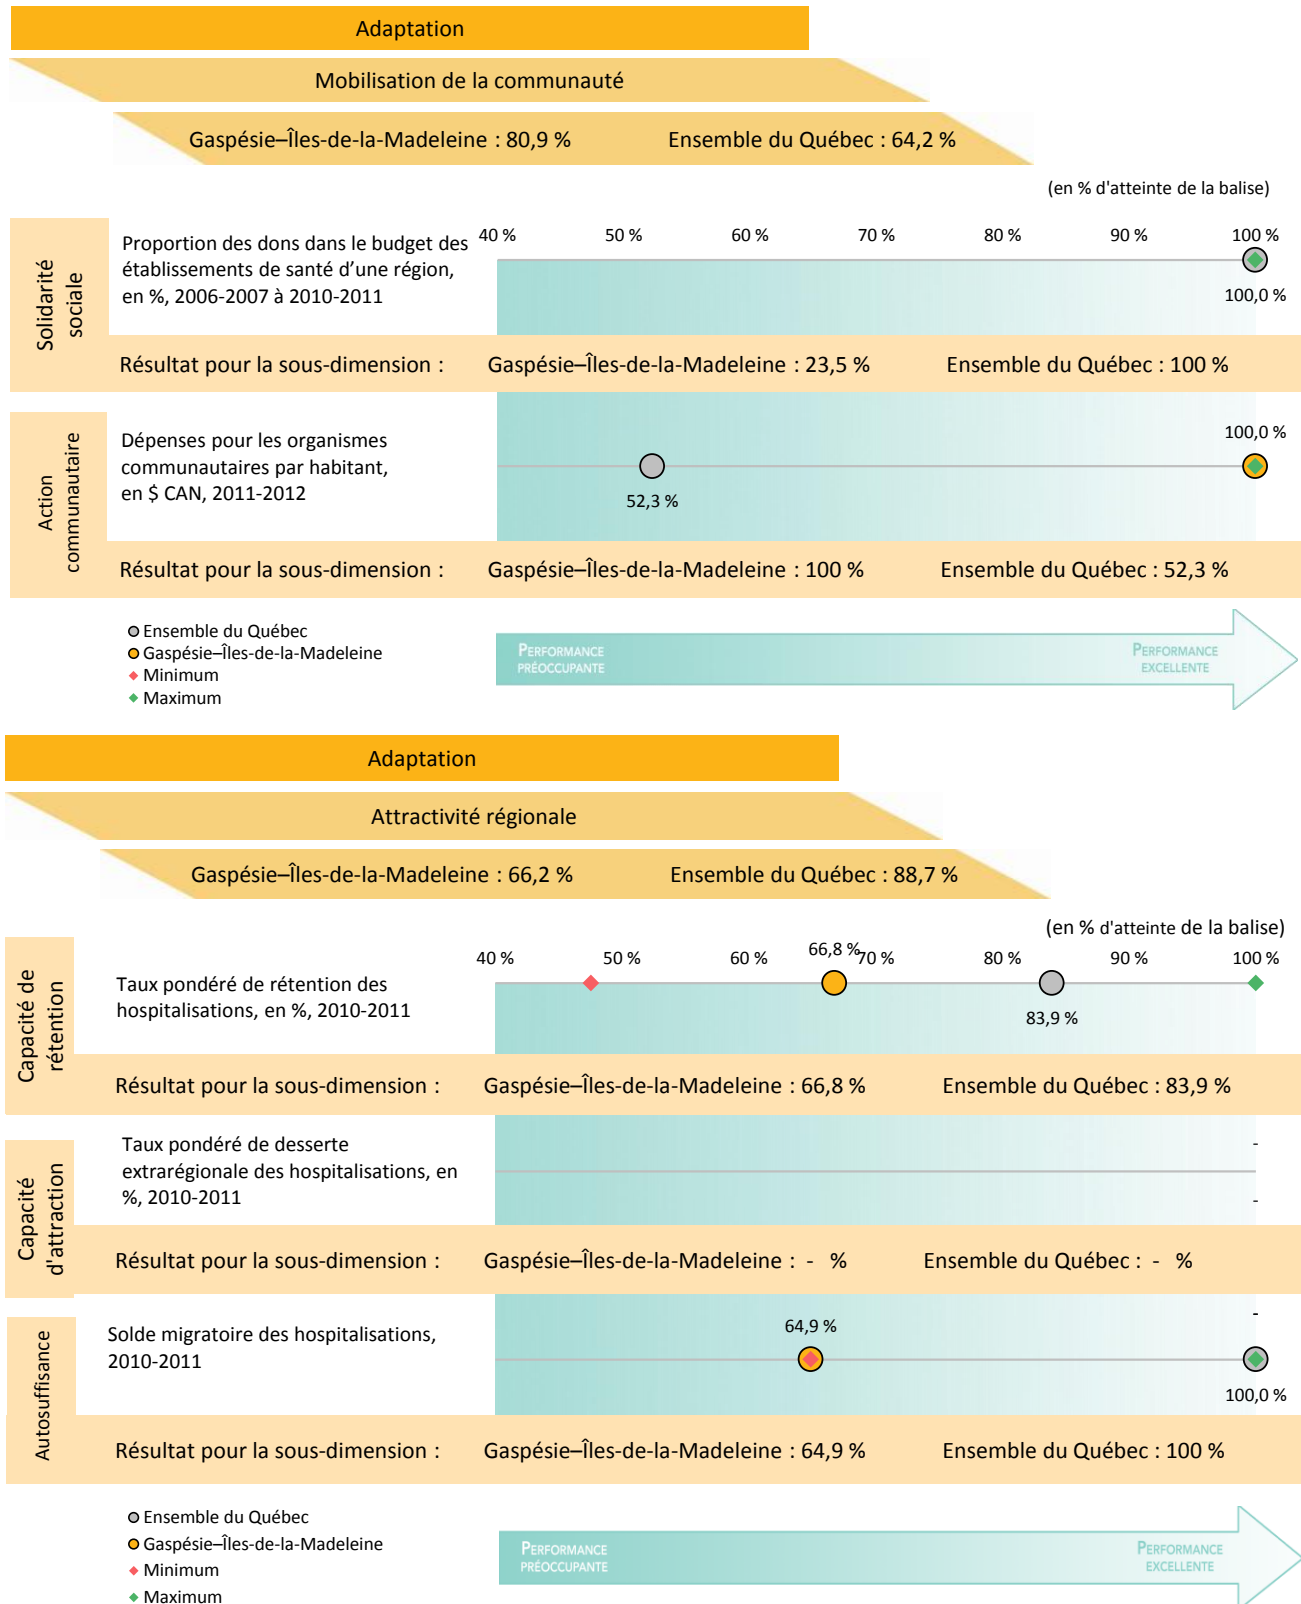 Adaptation
Mobilisation de la communauté
Gaspésie–Îles-de-la-Madeleine : 80,9 % Ensemble du Québec : 64,2 %
(en % d'atteinte de la balise)
Solidarité
sociale
Proportion des dons dans le budget des
établissements de santé d’une région,
en %, 2006-2007 à 2010-2011
40 % 50 % 60 % 70 % 80 % 90 % 100 %
100,0 %
Résultat pour la sous-dimension : Gaspésie–Îles-de-la-Madeleine : 23,5 % Ensemble du Québec : 100 %
Action
communautaire
Dépenses pour les organismes
communautaires par habitant,
en $ CAN, 2011-2012
100,0 %
52,3 %
Résultat pour la sous-dimension : Gaspésie–Îles-de-la-Madeleine : 100 % Ensemble du Québec : 52,3 %
Ensemble du Québec
Gaspésie–Îles-de-la-Madeleine
Minimum
Maximum
PERFORMANCE
PRÉOCCUPANTE
PERFORMANCE
EXCELLENTE
Adaptation
Attractivité régionale
Gaspésie–Îles-de-la-Madeleine : 66,2 % Ensemble du Québec : 88,7 %
(en % d'atteinte de la balise)
Capacité de
rétention
Taux pondéré de rétention des
hospitalisations, en %, 2010-2011
40 % 50 % 60 % 70 % 80 % 90 % 100 %
66,8 %
83,9 %
Résultat pour la sous-dimension : Gaspésie–Îles-de-la-Madeleine : 66,8 % Ensemble du Québec : 83,9 %
Capacité
d'attraction
Taux pondéré de desserte
extrarégionale des hospitalisations, en
%, 2010-2011
-
-
Résultat pour la sous-dimension : Gaspésie–Îles-de-la-Madeleine : - % Ensemble du Québec : - %
Autosuffisance
Solde migratoire des hospitalisations,
2010-2011
-
64,9 %
100,0 %
Résultat pour la sous-dimension : Gaspésie–Îles-de-la-Madeleine : 64,9 % Ensemble du Québec : 100 %
Ensemble du Québec
Gaspésie–Îles-de-la-Madeleine
Minimum
Maximum
PERFORMANCE
PRÉOCCUPANTE
PERFORMANCE
EXCELLENTE